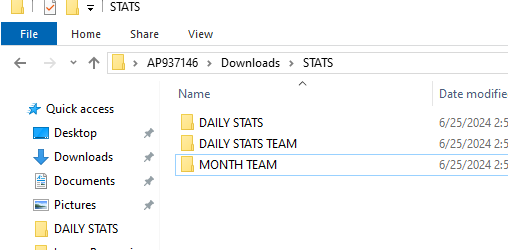 STATS
File Home Share View
AP937146 Downloads STATS
Name Date modifie
Quick access
DAILY STATS 6/25/2024 2:5
Desktop
DAILY STATS TEAM 6/25/2024 2:5
Downloads
MONTH TEAM 6/25/2024 2:5
Documents
Pictures
DAILY STATS